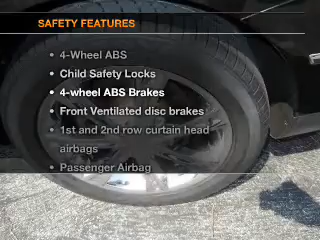 SAFETY FEATURES
• 4-Wheel ABS
• Child Safety Locks
• 4-wheel ABS Brakes
• Front Ventilated disc brakes
• 1st and 2nd row curtain head
airbags
• Passenger Airbag